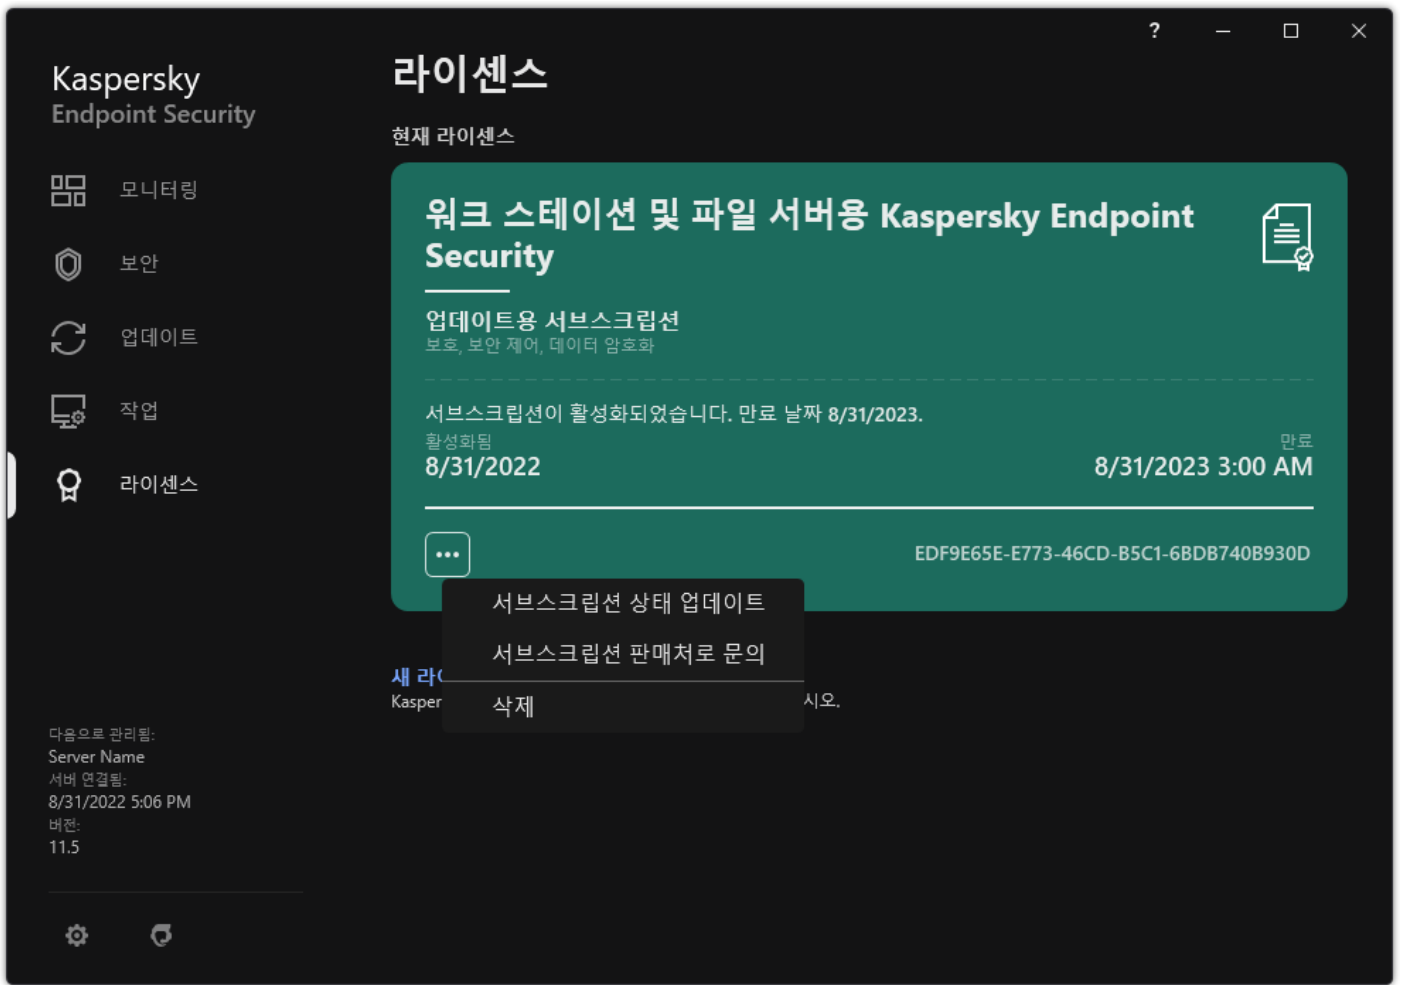 ?
Kaspersky
Endpoint Security
모니터링
보안
업데이트
작업
라이센스
다음으로 관리됨:
Server Name
서버 연결됨:
8/31/2022 5:06 PM
버전:
11.5
라이센스
현재 라이센스
워크 스테이션 및 파일 서버용 Kaspersky Endpoint
Security
업데이트용 서브스크립션
보호, 보안 제어, 데이터 암호화
서브스크립션이 활성화되었습니다. 만료 날짜 8/31/2023.
활성화됨 만료
8/31/2022 8/31/2023 3:00 AM
EDF9E65E-E773-46CD-B5C1-6BDB740B930D
서브스크립션 상태 업데이트
서브스크립션 판매처로 문의
삭제
새
시오.